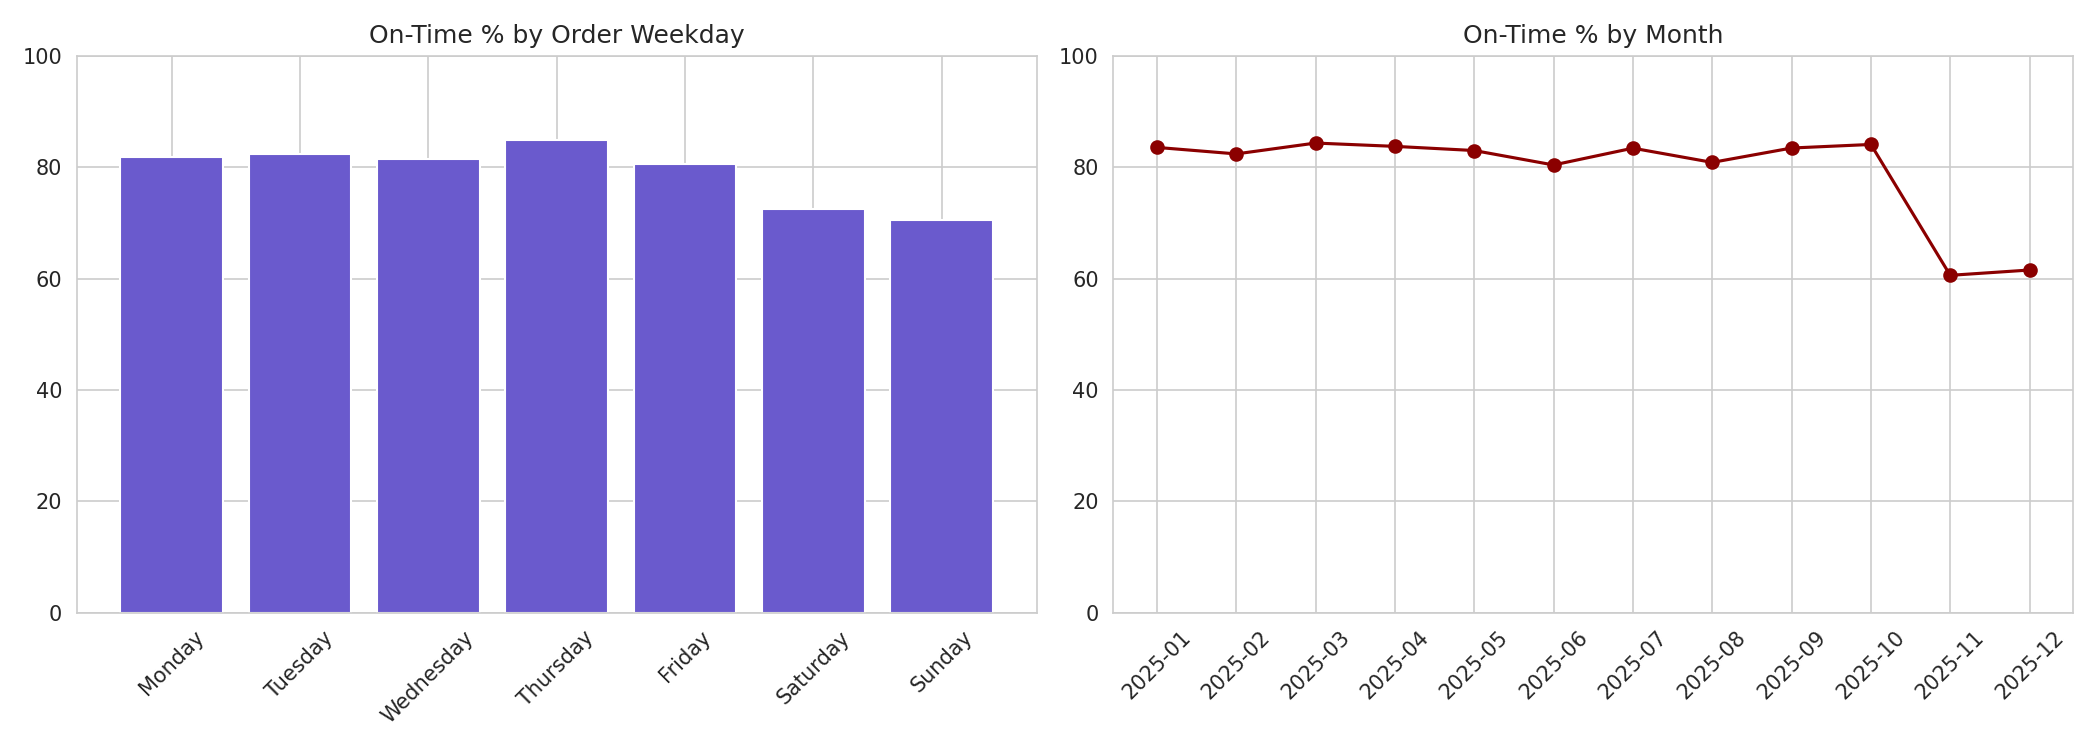 On-Time % by Order Weekday
100
80
60
40
20
0
Monday
Tuesday
Wednesday
Thursday
Friday
Saturday
Sunday
On-Time % by Month
100
80
60
40
20
0
2025-01
2025-02
2025-03
2025-04
2025-05
2025-06
2025-07
2025-08
2025-09
2025-10
2025-11
2025-12